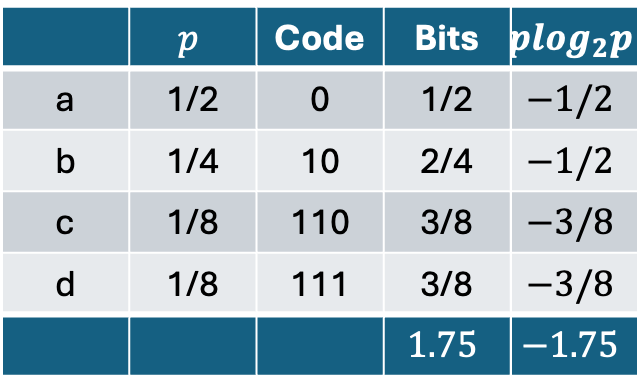 p Code Bits plog₂p
a 1/2 0 1/2 −1/2
b 1/4 10 2/4 −1/2
c 1/8 110 3/8 −3/8
d 1/8 111 3/8 −3/8
1.75 −1.75